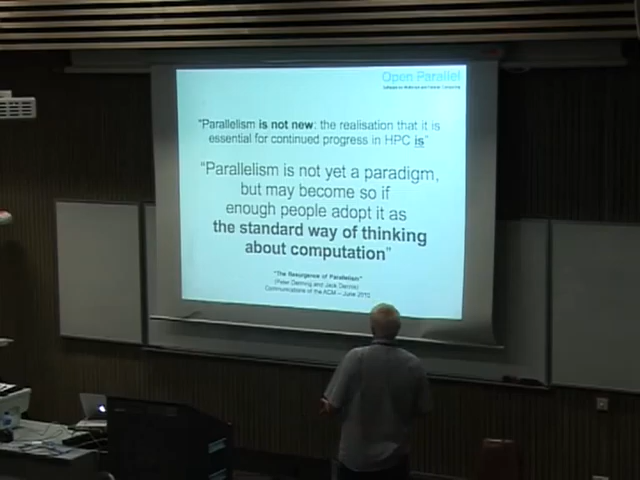 Open Parallel
"Parallelism is not new: the realisation that it is
essential for continued progress in HPC is"
"Parallelism is not yet a paradigm,
but may become so if
enough people adopt it as
the standard way of thinking
about computation"
"The Resurgence of Parallelism"
(Peter Denning and Jack Dennis)
Communications of the ACM – June 2010